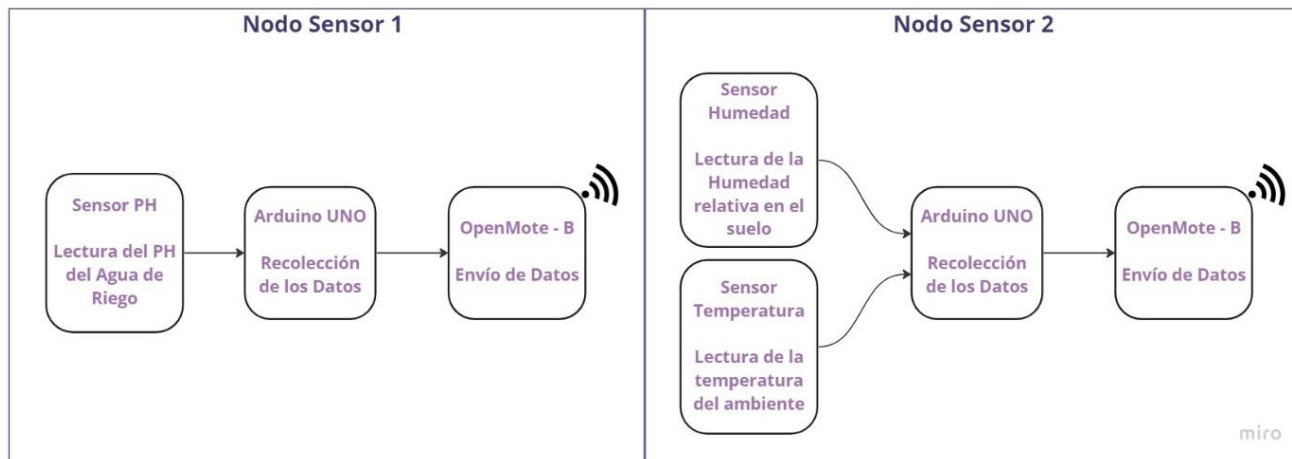 Nodo Sensor 1
Sensor PH
Lectura del PH
del Agua de
Riego
Arduino UNO
Recolección
de los Datos
OpenMote - B
Envío de Datos
Nodo Sensor 2
Sensor
Humedad
Lectura de la
Humedad
relativa en el
suelo
Sensor
Temperatura
Lectura de la
temperatura
del ambiente
Arduino UNO
Recolección
de los Datos
OpenMote - B
Envío de Datos
miro